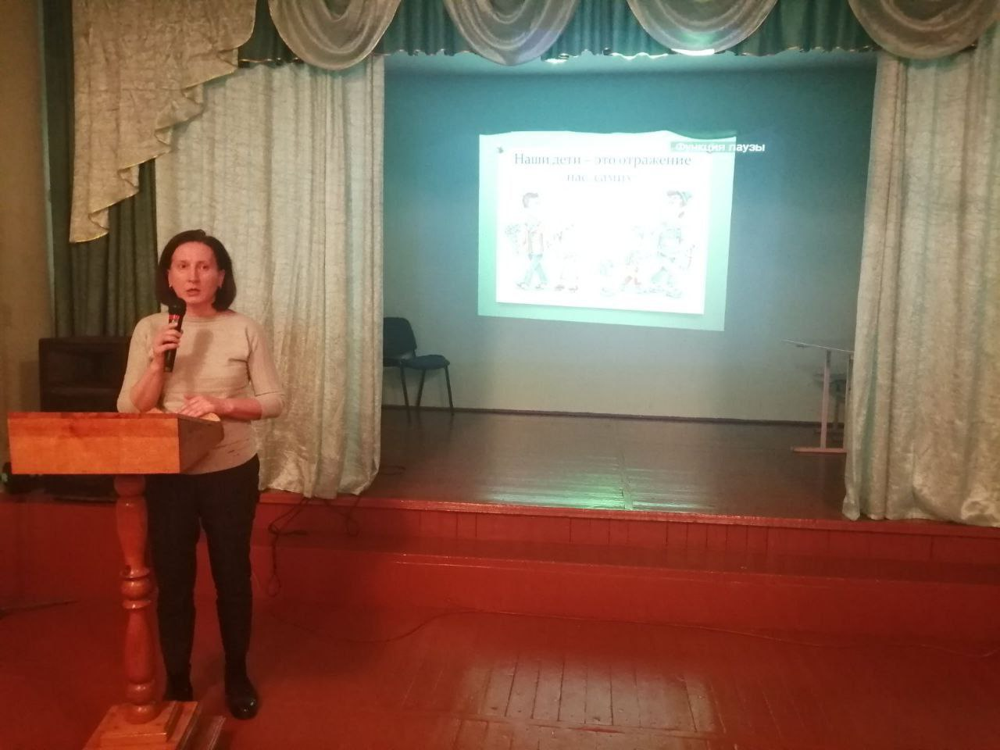 Функция паузы
Наши дети – это отражение
нас самих